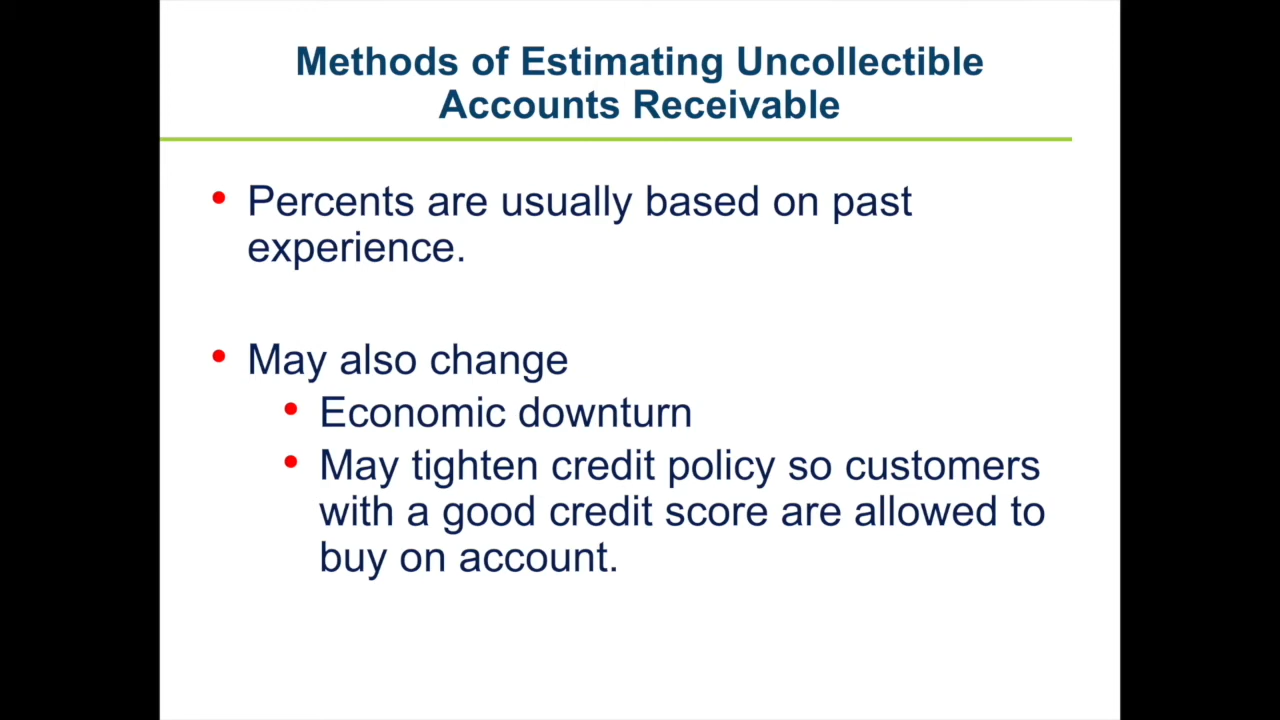 Methods of Estimating Uncollectible
Accounts Receivable
• Percents are usually based on past
experience.
• May also change
• Economic downturn
• May tighten credit policy so customers
with a good credit score are allowed to
buy on account.